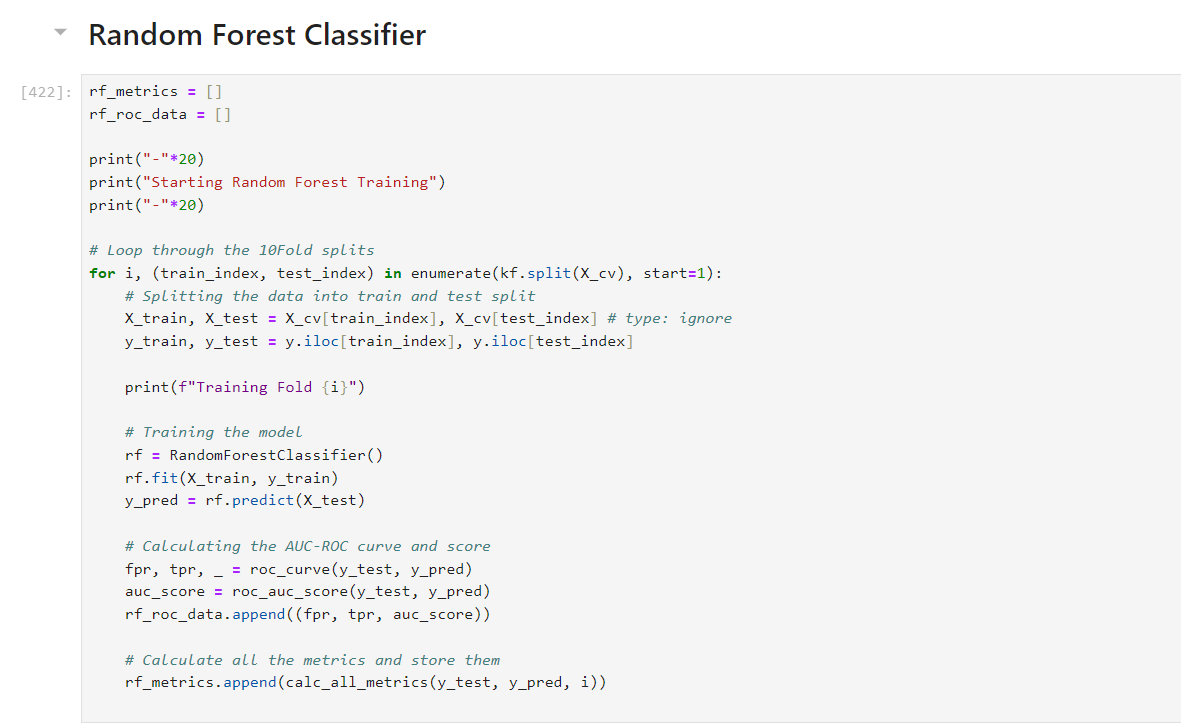 Random Forest Classifier
[422]:
rf_metrics = []
rf_roc_data = []
print("-"*20)
print("Starting Random Forest Training")
print("-"*20)
# Loop through the 10Fold splits
for i, (train_index, test_index) in enumerate(kf.split(X_cv), start=1):
    # Splitting the data into train and test split
    X_train, X_test = X_cv[train_index], X_cv[test_index] # type: ignore
    y_train, y_test = y.iloc[train_index], y.iloc[test_index]
    print(f"Training Fold {i}")
    # Training the model
    rf = RandomForestClassifier()
    rf.fit(X_train, y_train)
    y_pred = rf.predict(X_test)
    # Calculating the AUC-ROC curve and score
    fpr, tpr, _ = roc_curve(y_test, y_pred)
    auc_score = roc_auc_score(y_test, y_pred)
    rf_roc_data.append((fpr, tpr, auc_score))
    # Calculate all the metrics and store them
    rf_metrics.append(calc_all_metrics(y_test, y_pred, i))